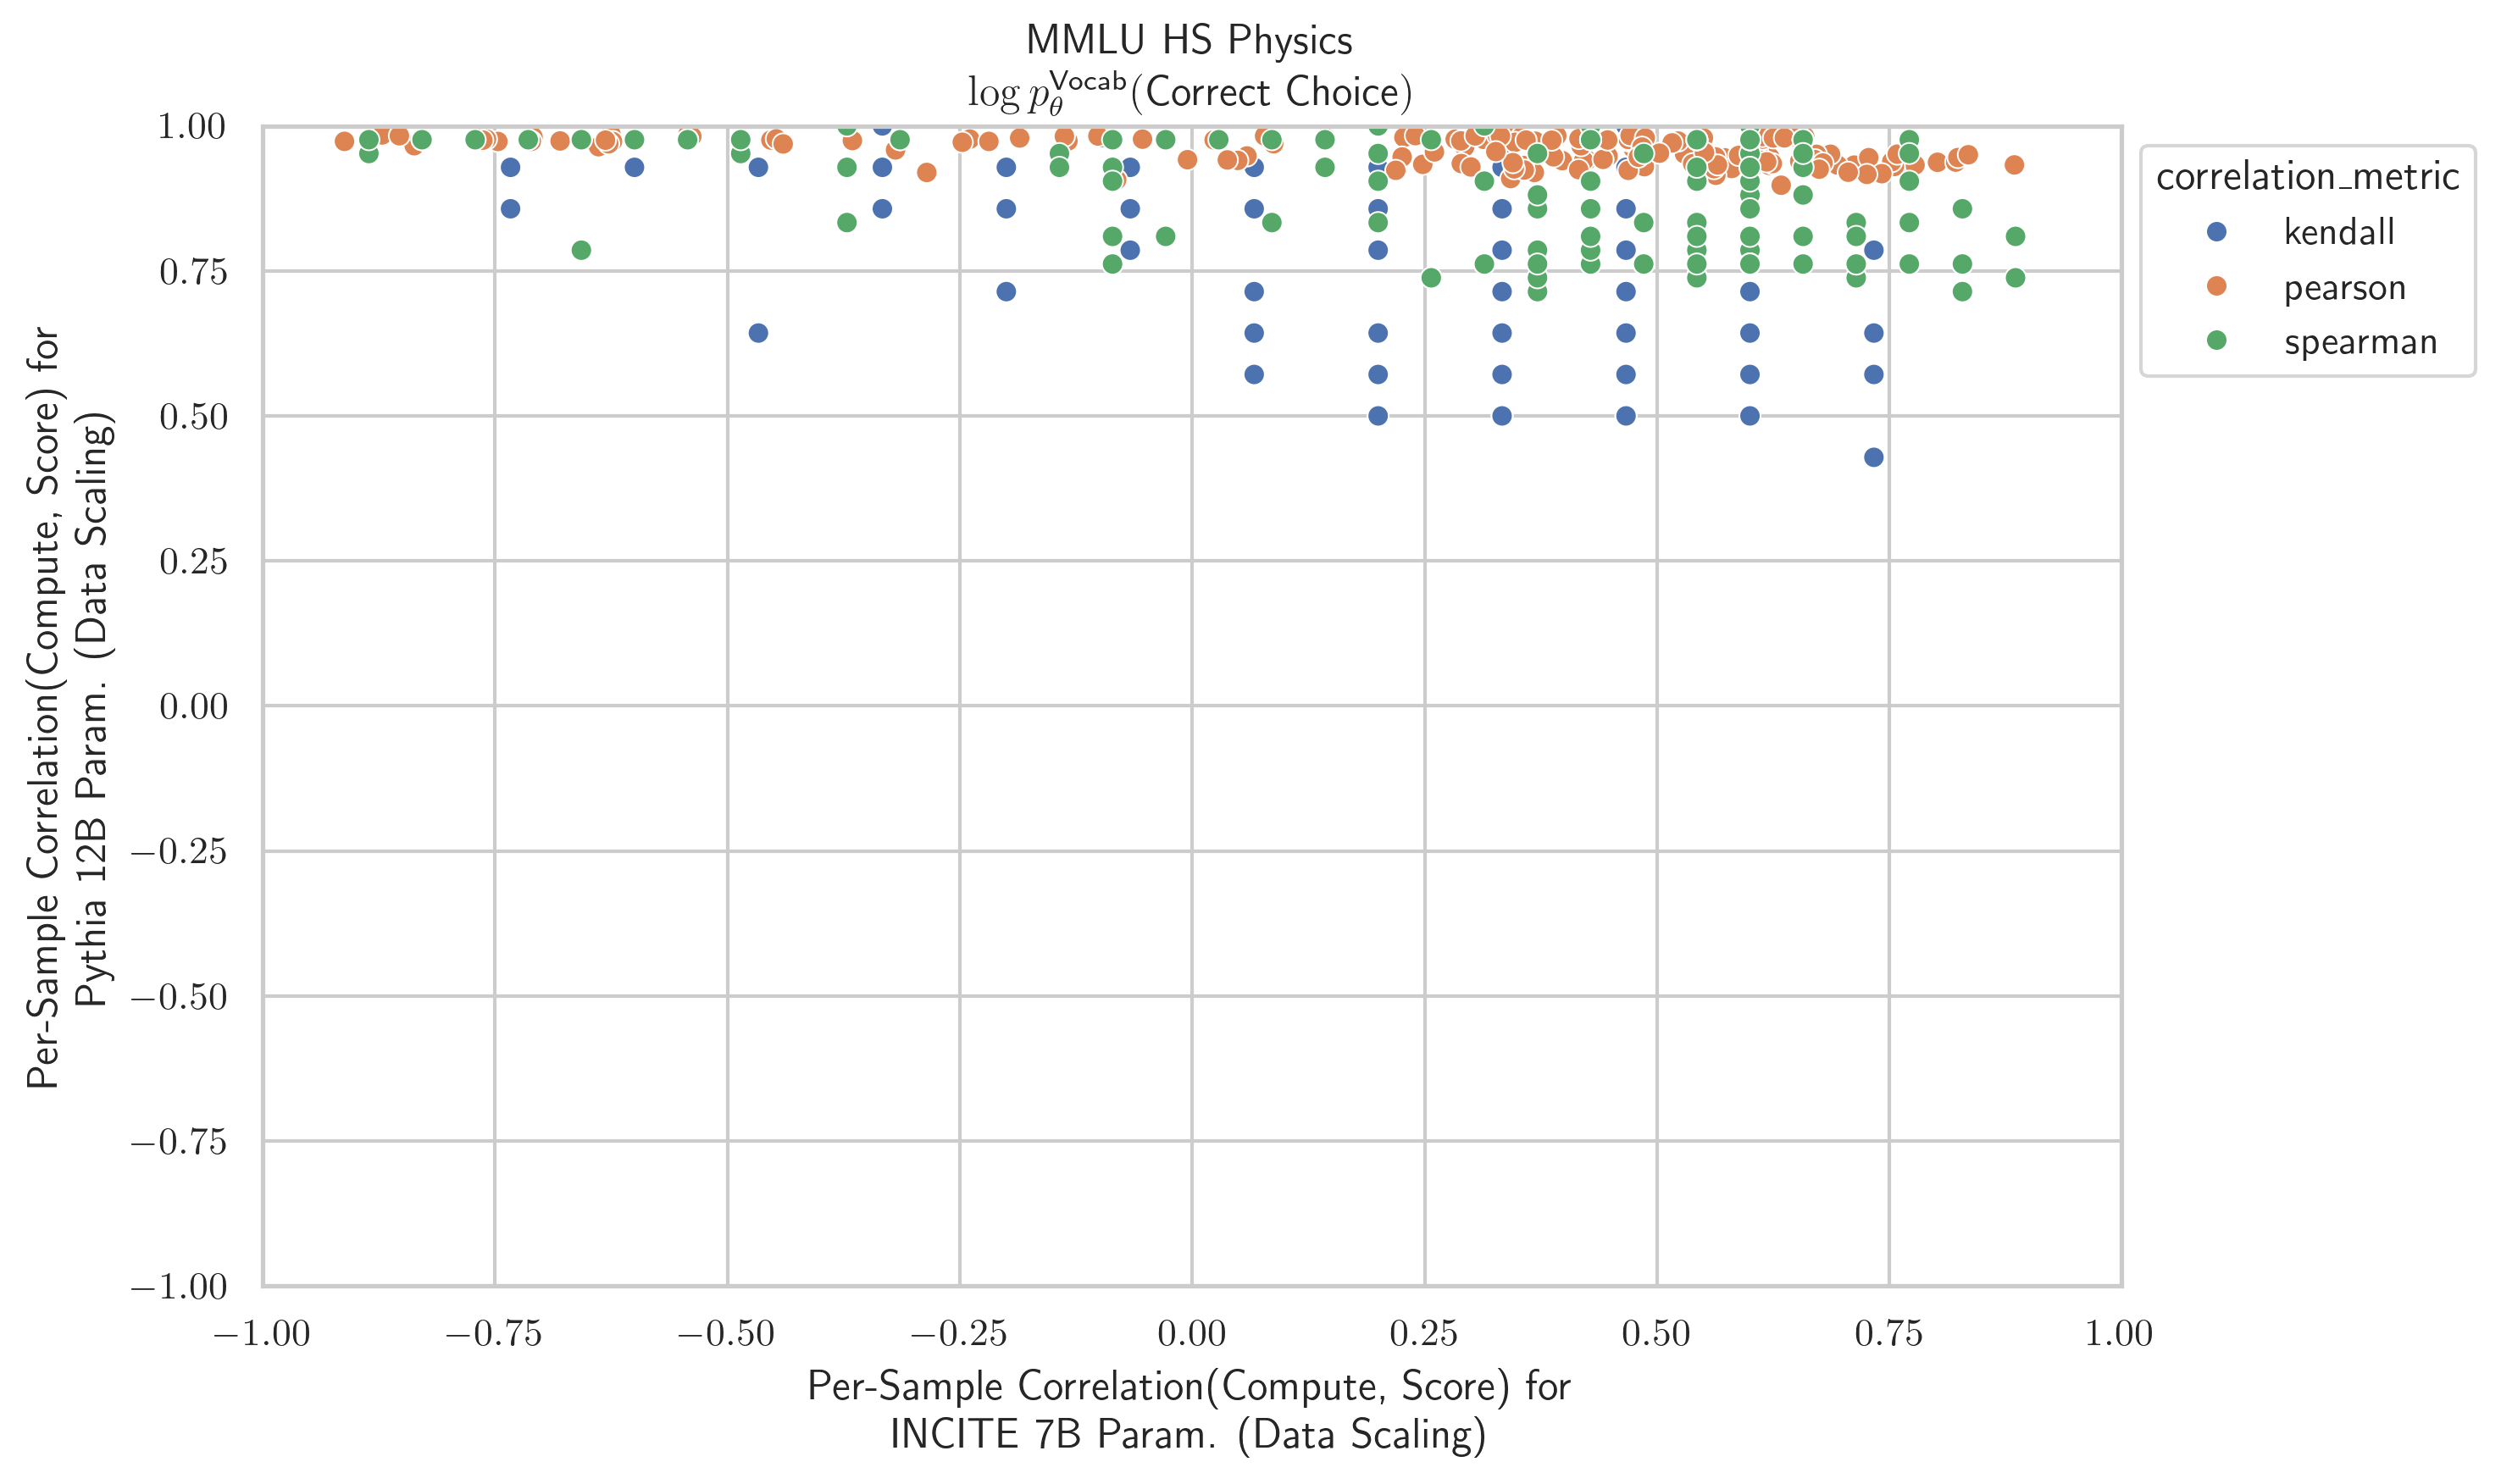 MMLU HS Physics
log p_θ^Vocab(Correct Choice)
Per-Sample Correlation(Compute, Score) for
Pythia 12B Param. (Data Scaling)
1.00
0.75
0.50
0.25
0.00
−0.25
−0.50
−0.75
−1.00
−1.00 −0.75 −0.50 −0.25 0.00 0.25 0.50 0.75 1.00
Per-Sample Correlation(Compute, Score) for
INCITE 7B Param. (Data Scaling)
correlation_metric
kendall
pearson
spearman